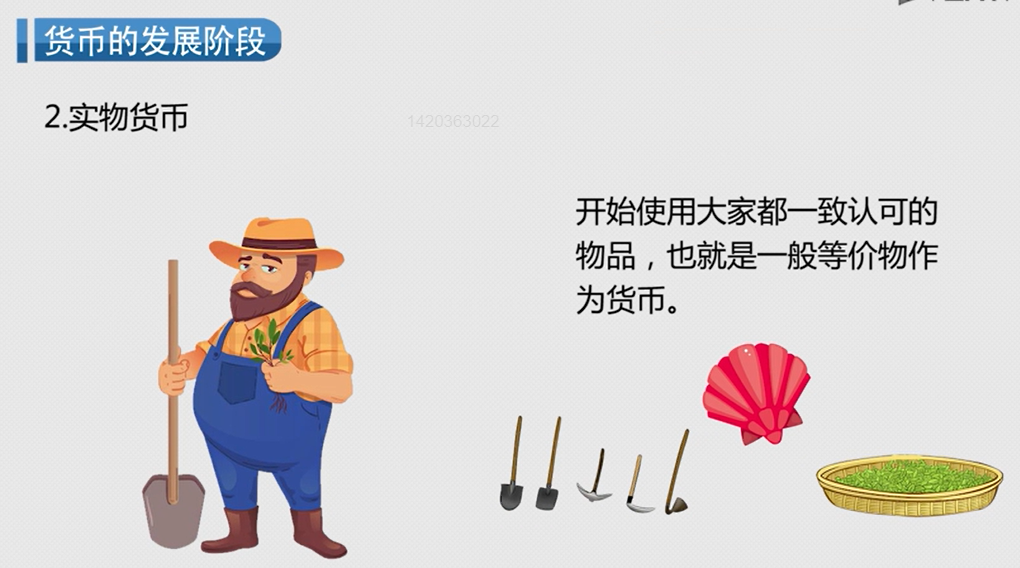 货币的发展阶段
2.实物货币
1420363022
开始使用大家都一致认可的
物品，也就是一般等价物作
为货币。